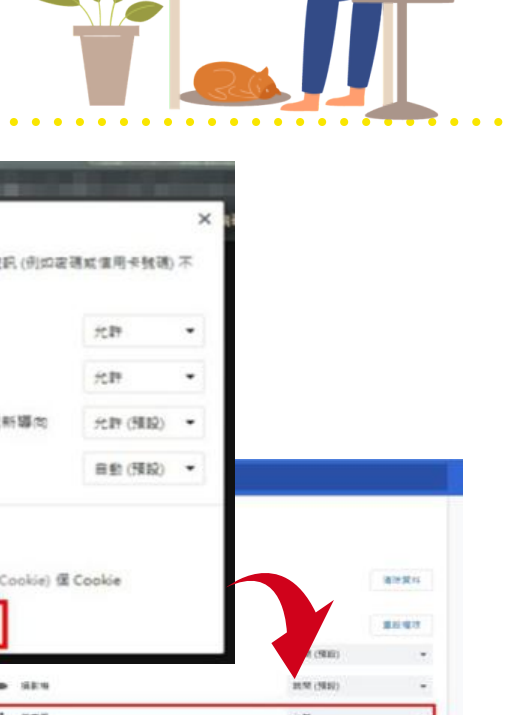 訊 (例如密碼或信用卡號碼) 不
允許
允許
新導向
允許 (預設)
自動 (預設)
Cookie) 個 Cookie
清除資料
重設權限
(預設)
攝影機
詢問 (預設)